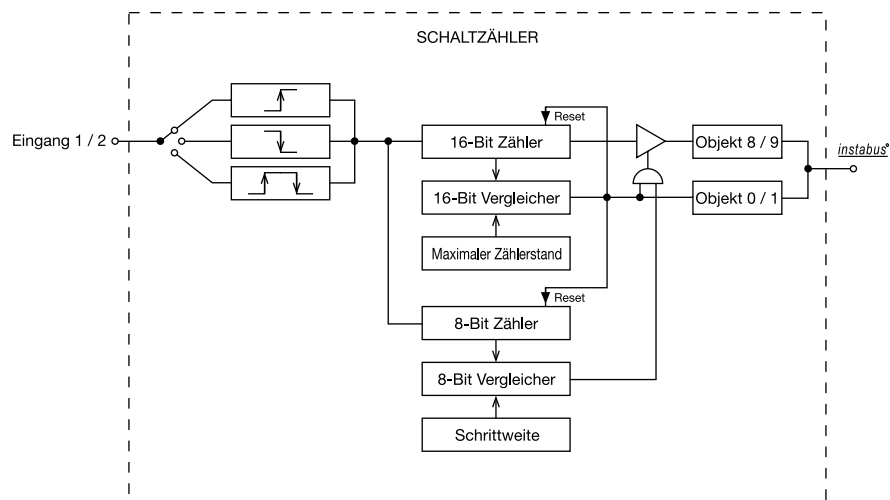 SCHALTZÄHLER
Eingang 1 / 2
Reset
16-Bit Zähler
Objekt 8 / 9
instabus®
16-Bit Vergleicher
Objekt 0 / 1
Maximaler Zählerstand
Reset
8-Bit Zähler
8-Bit Vergleicher
Schrittweite